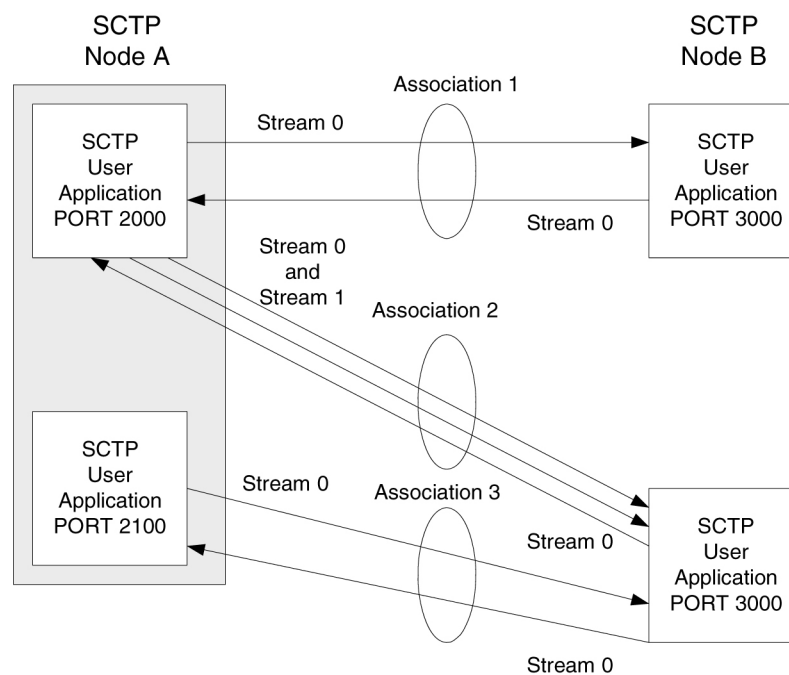 SCTP
Node A
SCTP
Node B
Association 1
SCTP
User
Application
PORT 2000
Stream 0
SCTP
User
Application
PORT 3000
Stream 0
Stream 0
and
Stream 1
Association 2
SCTP
User
Application
PORT 2100
Stream 0
Association 3
Stream 0
SCTP
User
Application
PORT 3000
Stream 0